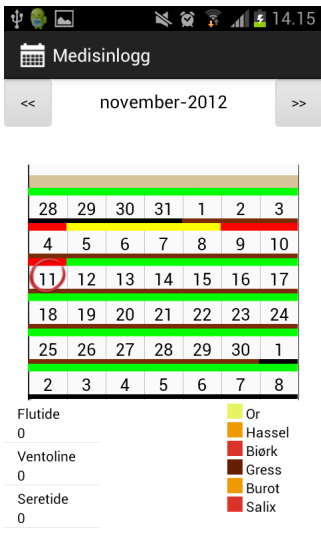 14.15
Medisinlogg
<< november-2012 >>
28 29 30 31 1 2 3
4 5 6 7 8 9 10
11 12 13 14 15 16 17
18 19 20 21 22 23 24
25 26 27 28 29 30 1
2 3 4 5 6 7 8
Flutide
0
Ventoline
0
Seretide
0
Or
Hassel
Biørk
Gress
Burot
Salix